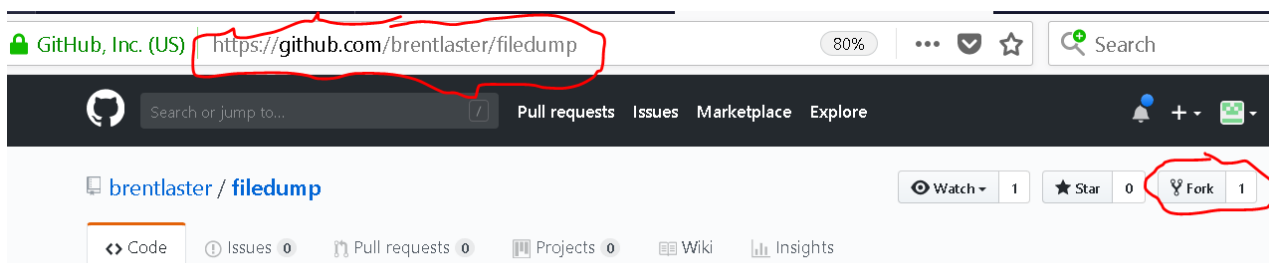 GitHub, Inc. (US) https://github.com/brentlaster/filedump 80% Search
Search or jump to... / Pull requests Issues Marketplace Explore
brentlaster / filedump Watch 1 Star 0 Fork 1
Code Issues 0 Pull requests 0 Projects 0 Wiki Insights